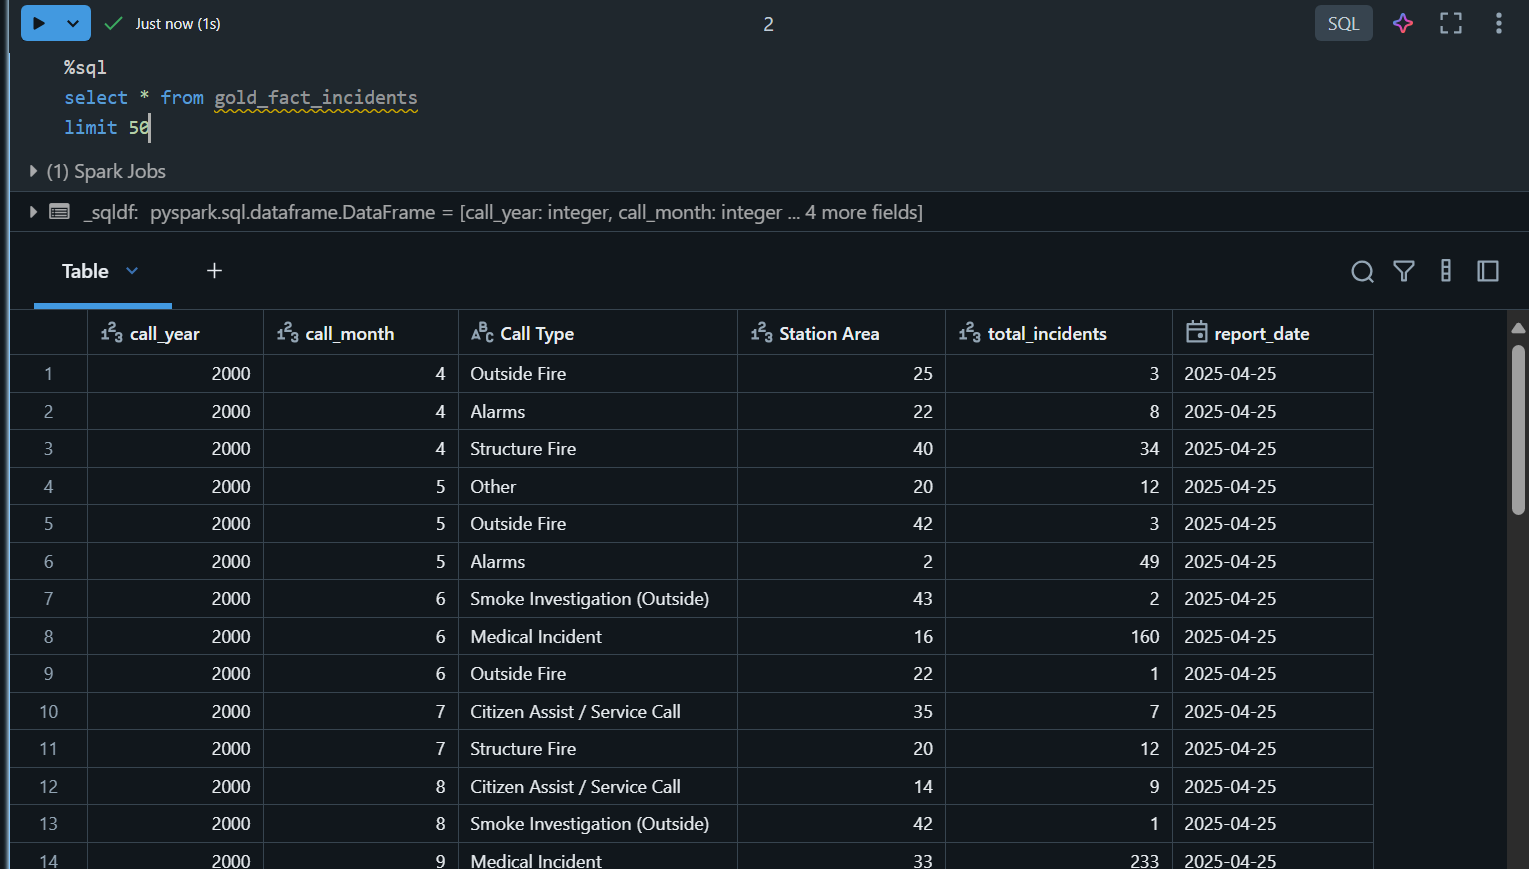 Just now (1s)
2
SQL
%sql
select * from gold_fact_incidents
limit 50
(1) Spark Jobs
_sqldf: pyspark.sql.dataframe.DataFrame = [call_year: integer, call_month: integer ... 4 more fields]
Table +
123 call_year 123 call_month ABC Call Type 123 Station Area 123 total_incidents report_date
1 2000 4 Outside Fire 25 3 2025-04-25
2 2000 4 Alarms 22 8 2025-04-25
3 2000 4 Structure Fire 40 34 2025-04-25
4 2000 5 Other 20 12 2025-04-25
5 2000 5 Outside Fire 42 3 2025-04-25
6 2000 5 Alarms 2 49 2025-04-25
7 2000 6 Smoke Investigation (Outside) 43 2 2025-04-25
8 2000 6 Medical Incident 16 160 2025-04-25
9 2000 6 Outside Fire 22 1 2025-04-25
10 2000 7 Citizen Assist / Service Call 35 7 2025-04-25
11 2000 7 Structure Fire 20 12 2025-04-25
12 2000 8 Citizen Assist / Service Call 14 9 2025-04-25
13 2000 8 Smoke Investigation (Outside) 42 1 2025-04-25
14 2000 9 Medical Incident 33 233 2025-04-25